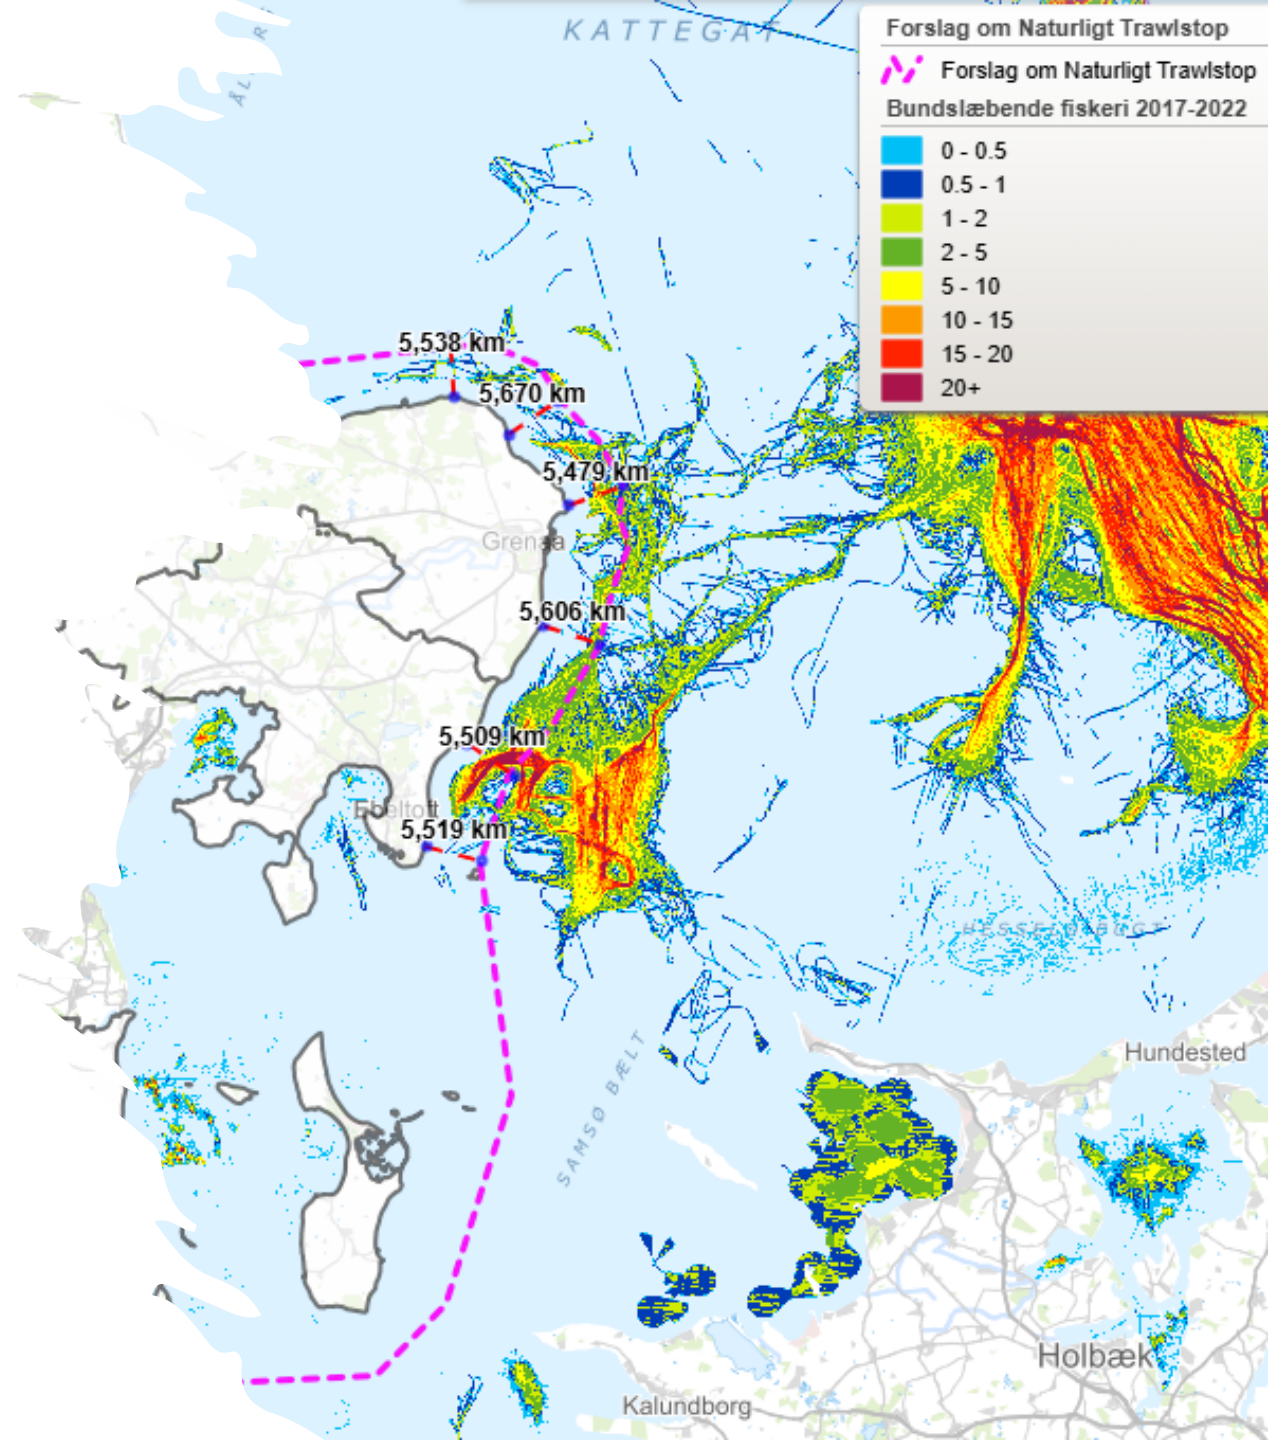 KATTEGAT
Forslag om Naturligt Trawlstop
Forslag om Naturligt Trawlstop
Bundslæbende fiskeri 2017-2022
0 - 0.5
0.5 - 1
1 - 2
2 - 5
5 - 10
10 - 15
15 - 20
20+
5,538 km
5,670 km
5,479 km
Grenaa
5,606 km
5,509 km
Ebeltoft
5,519 km
SAMSØ BÆLT
Hundested
Holbæk
Kalundborg